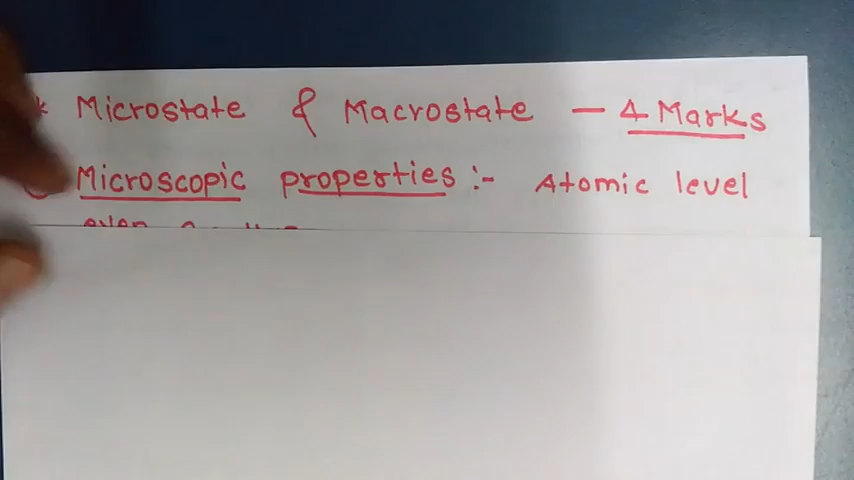 * Microstate & Macrostate - 4 Marks
Microscopic properties :- Atomic level